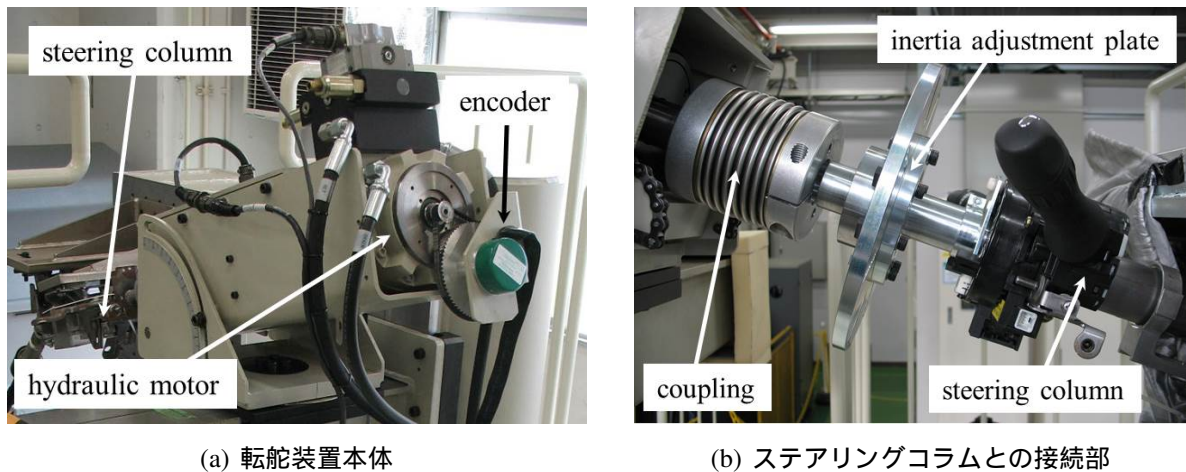 steering column
encoder
hydraulic motor
(a) 転舵装置本体
inertia adjustment plate
coupling
steering column
(b) ステアリングコラムとの接続部